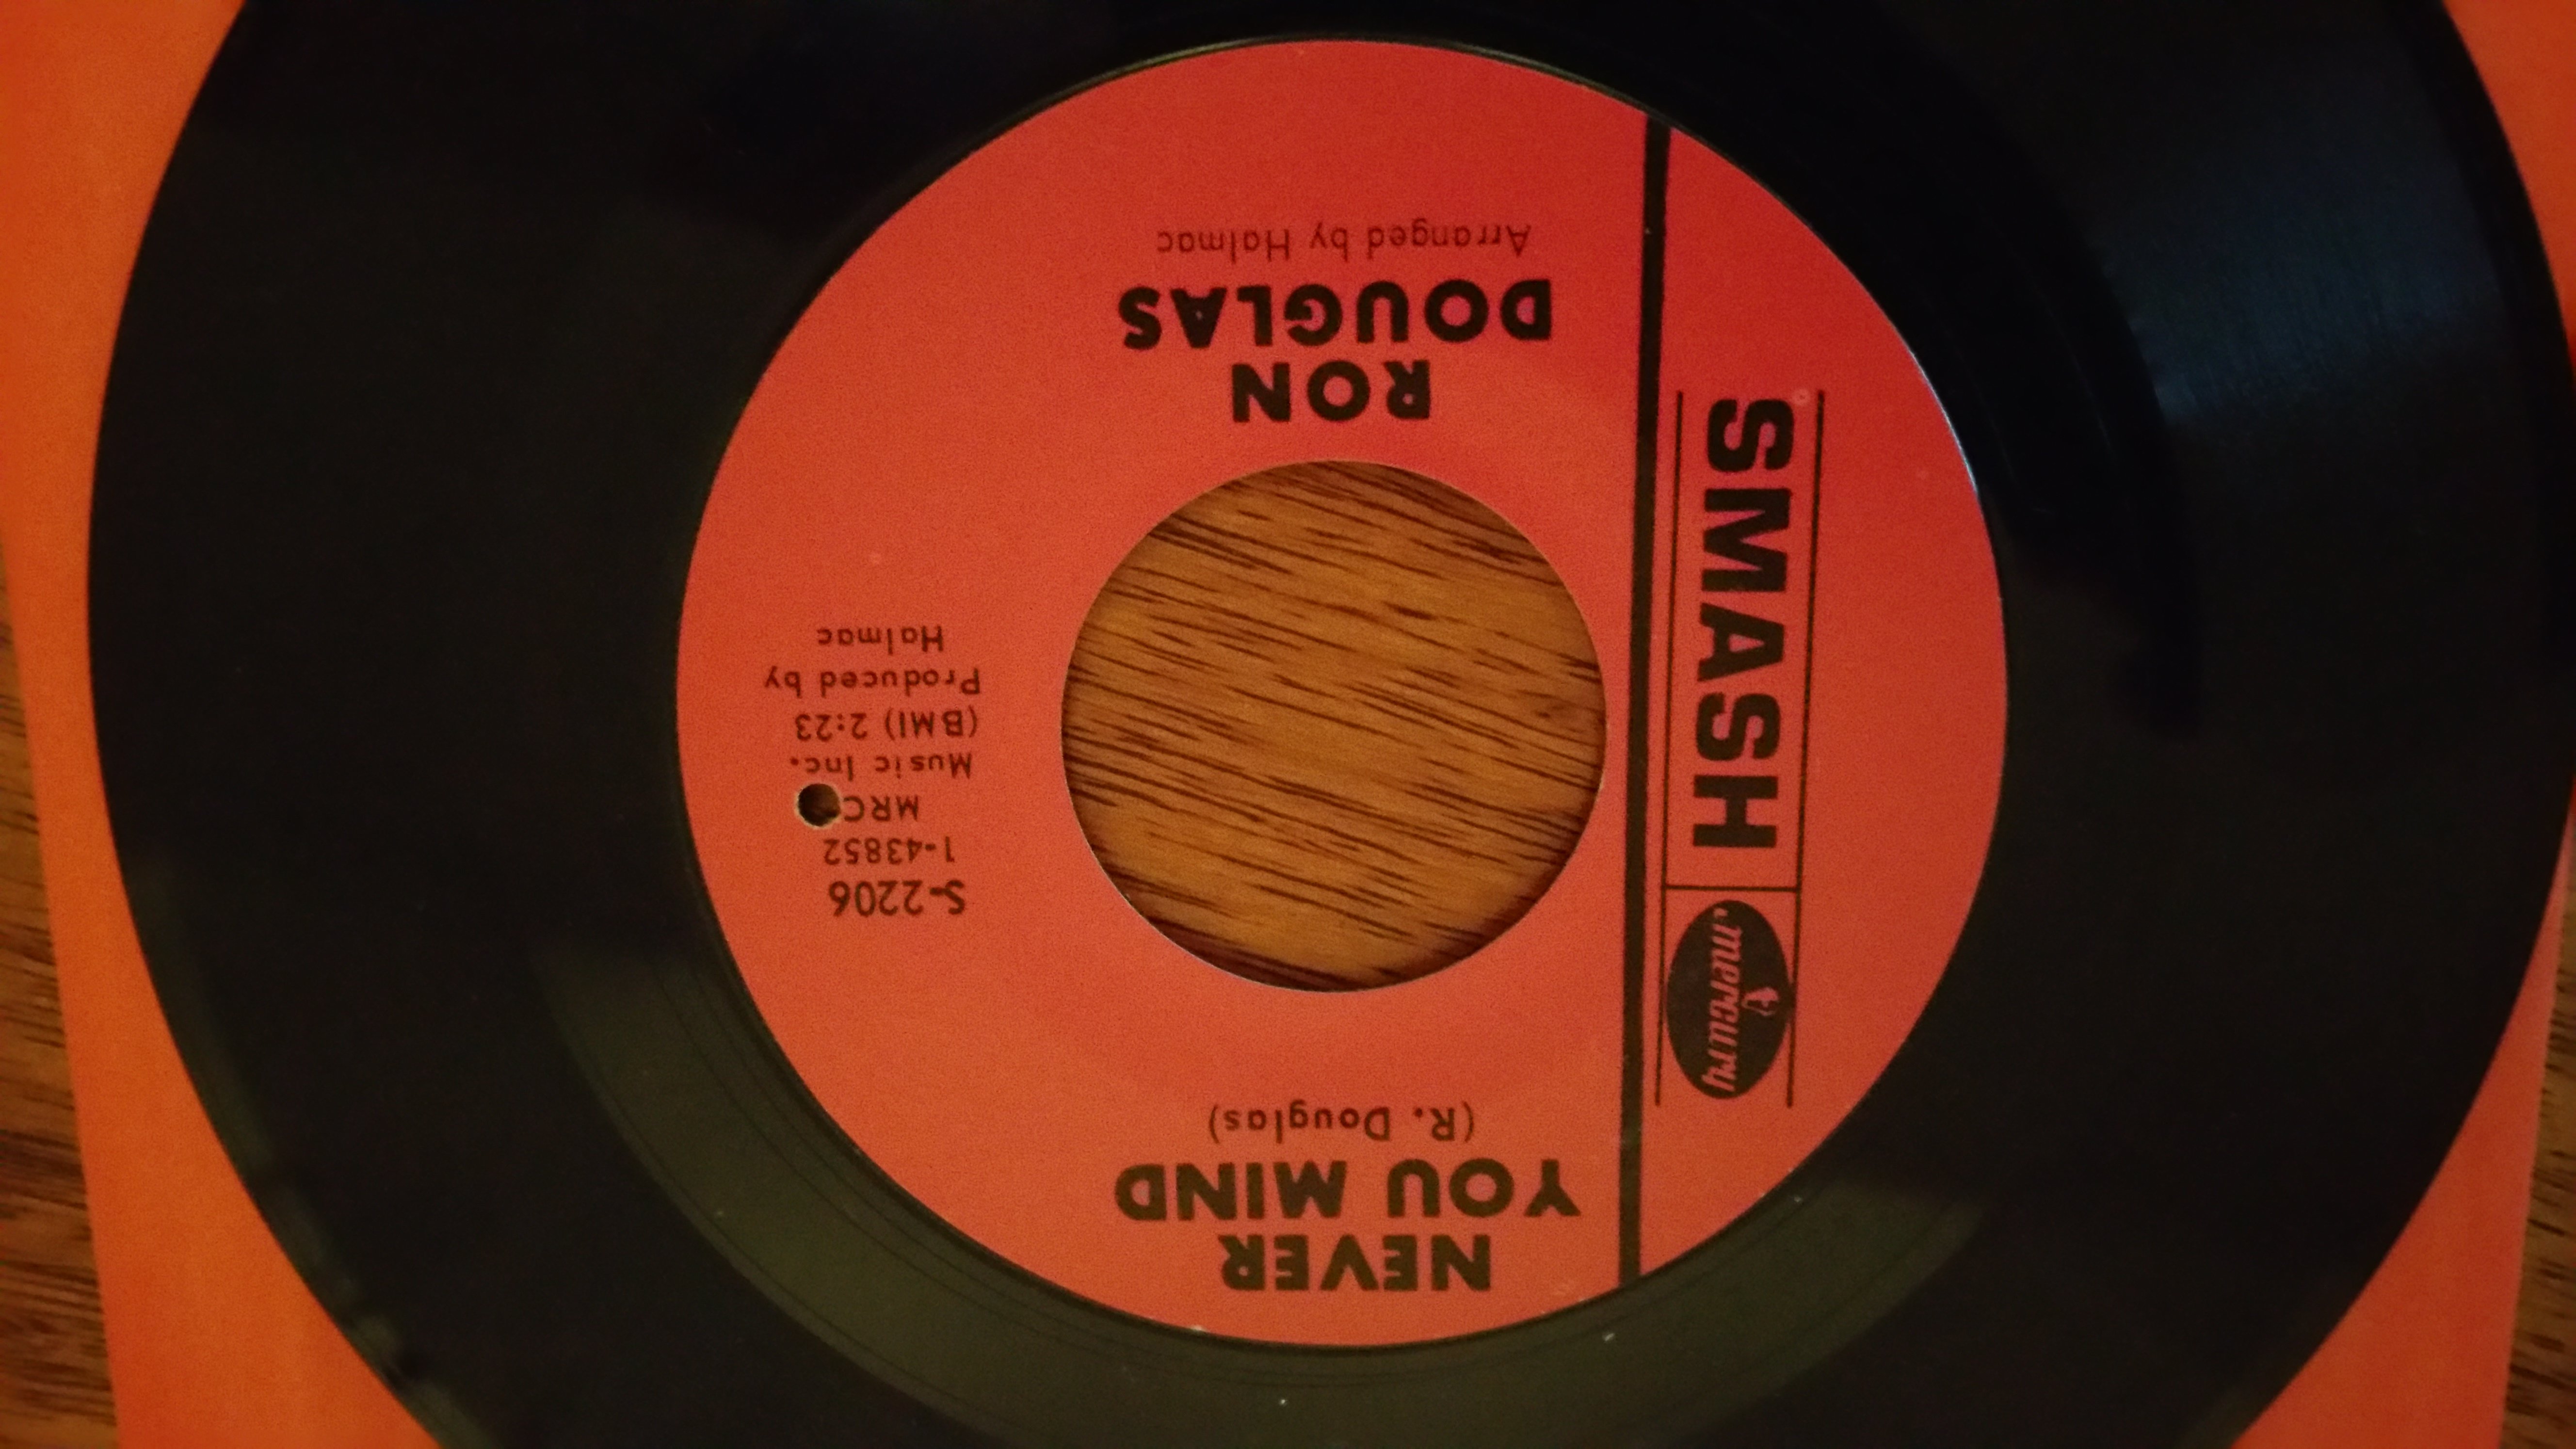 SMASH
mercury
NEVER
YOU MIND
(R. Douglas)
S-2206
1-43852
MRC
Music Inc.
(BMI) 2:23
Produced by
Halmac
RON
DOUGLAS
Arranged by Halmac